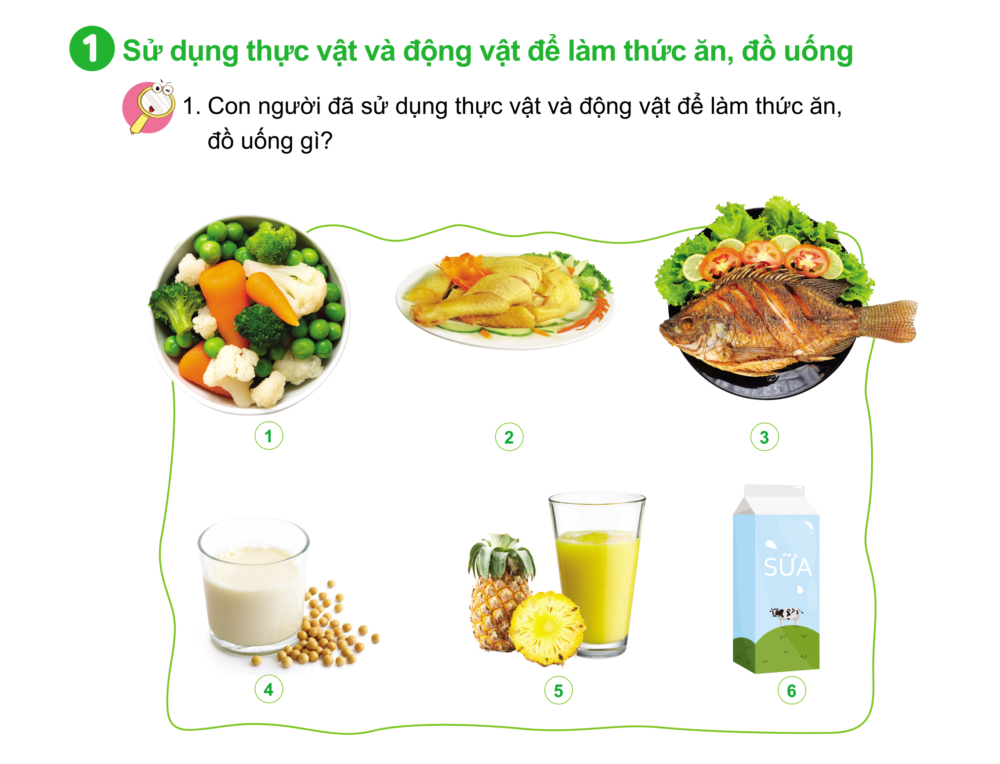 1 Sử dụng thực vật và động vật để làm thức ăn, đồ uống
1. Con người đã sử dụng thực vật và động vật để làm thức ăn,
đồ uống gì?
1
2
3
SỮA
4
5
6